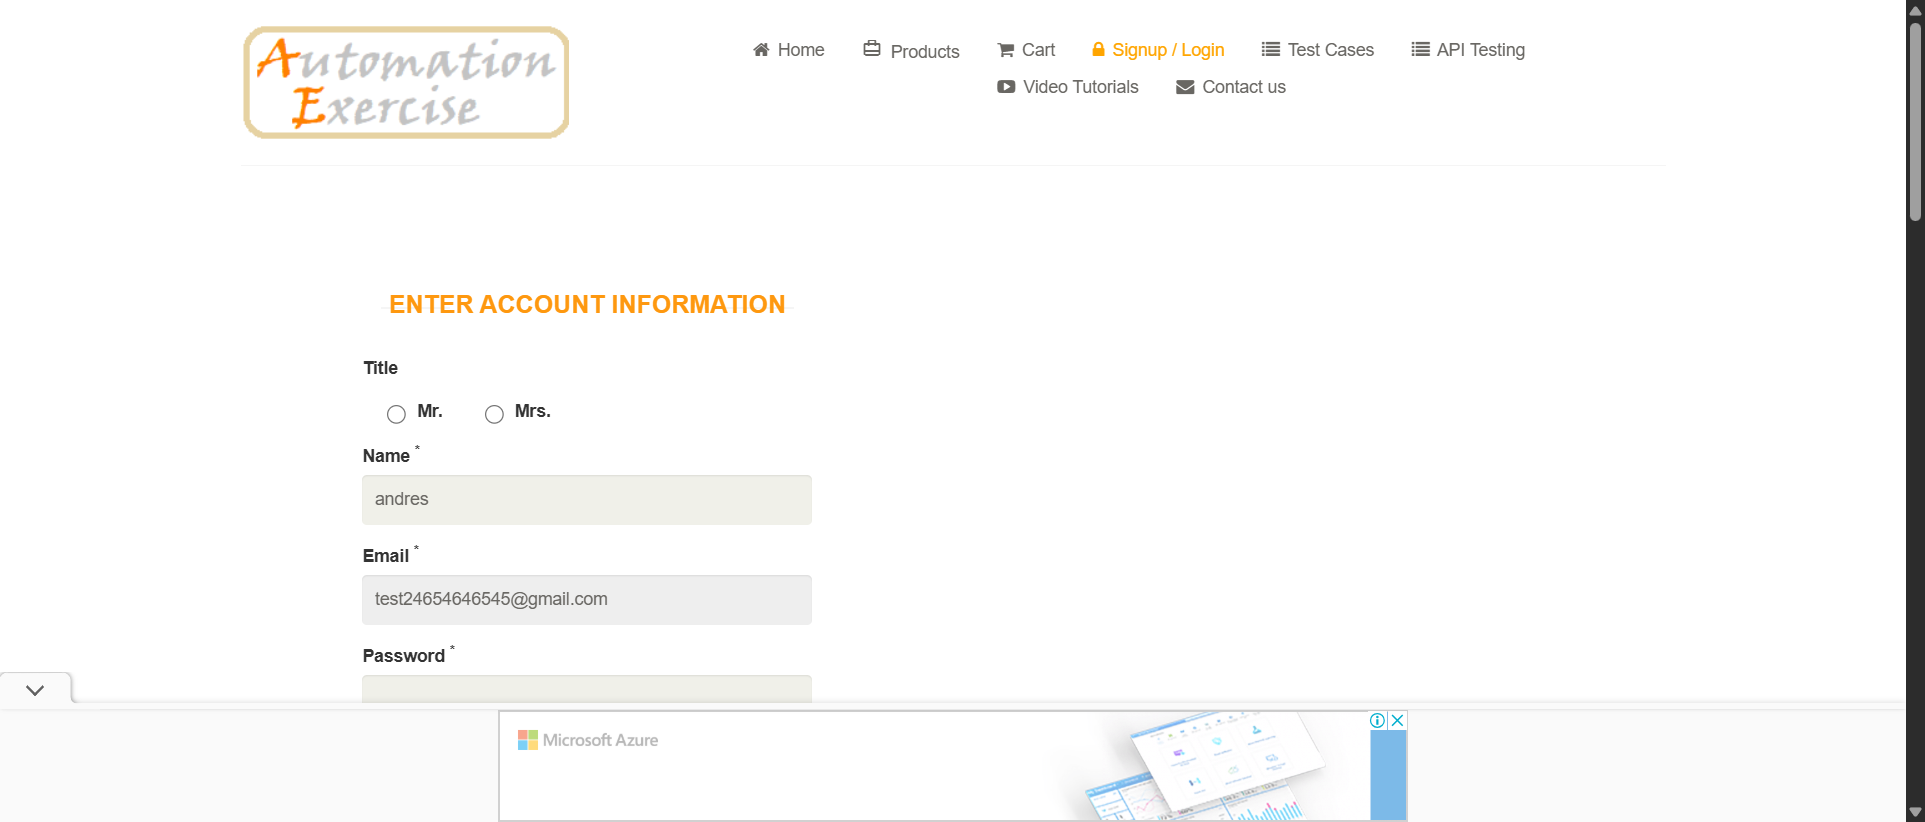 Automation
Exercise
Home
Products
Cart
Signup / Login
Test Cases
API Testing
Video Tutorials
Contact us
ENTER ACCOUNT INFORMATION
Title
Mr.
Mrs.
Name *
andres
Email *
test24654646545@gmail.com
Password *
Microsoft Azure